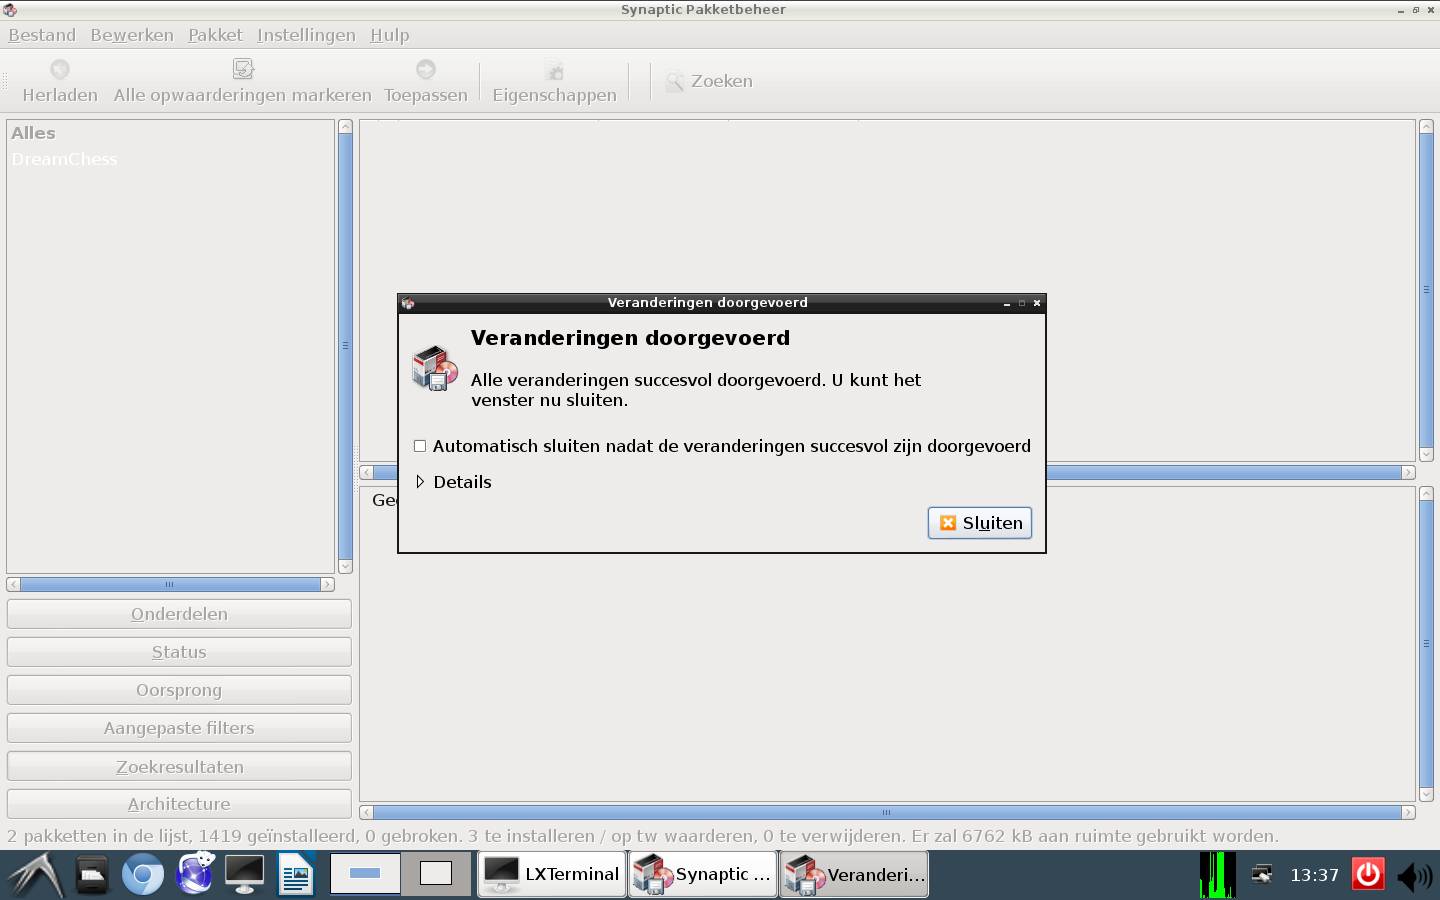 Synaptic Pakketbeheer
Bestand Bewerken Pakket Instellingen Hulp
Herladen Alle opwaarderingen markeren Toepassen Eigenschappen Zoeken
Alles
DreamChess
Veranderingen doorgevoerd
Veranderingen doorgevoerd
Alle veranderingen succesvol doorgevoerd. U kunt het
venster nu sluiten.
Automatisch sluiten nadat de veranderingen succesvol zijn doorgevoerd
Details
Sluiten
Onderdelen
Status
Oorsprong
Aangepaste filters
Zoekresultaten
Architecture
2 pakketten in de lijst, 1419 geïnstalleerd, 0 gebroken. 3 te installeren / op tw waarderen, 0 te verwijderen. Er zal 6762 kB aan ruimte gebruikt worden.
LXTerminal Synaptic ... Veranderi... 13:37